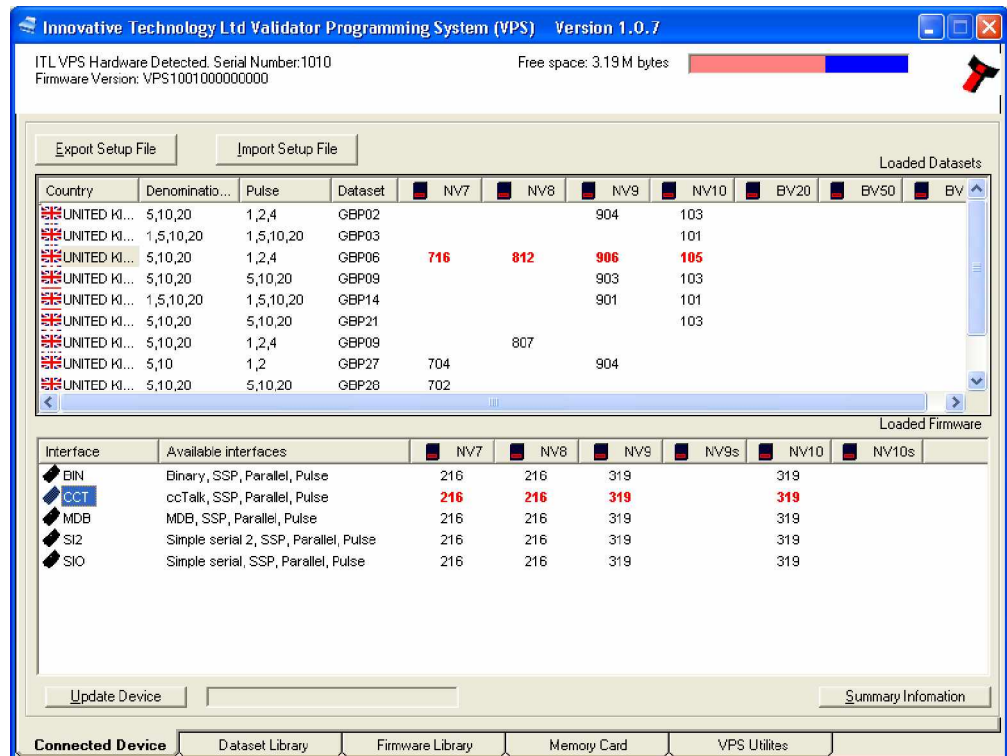 Innovative Technology Ltd Validator Programming System (VPS) Version 1.0.7
ITL VPS Hardware Detected. Serial Number:1010 Free space: 3.19 M bytes
Firmware Version: VPS1001000000000
Export Setup File Import Setup File
Loaded Datasets
Country Denominatio... Pulse Dataset NV7 NV8 NV9 NV10 BV20 BV50 BV
UNITED KI... 5,10,20 1,2,4 GBP02 904 103
UNITED KI... 1,5,10,20 1,5,10,20 GBP03 101
UNITED KI... 5,10,20 1,2,4 GBP06 716 812 906 105
UNITED KI... 5,10,20 5,10,20 GBP09 903 103
UNITED KI... 1,5,10,20 1,5,10,20 GBP14 901 101
UNITED KI... 5,10,20 5,10,20 GBP21 103
UNITED KI... 5,10,20 1,2,4 GBP09 807
UNITED KI... 5,10 1,2 GBP27 704 904
UNITED KI... 5,10,20 5,10,20 GBP28 702
Loaded Firmware
Interface Available interfaces NV7 NV8 NV9 NV9s NV10 NV10s
BIN Binary, SSP, Parallel, Pulse 216 216 319 319
CCT ccTalk, SSP, Parallel, Pulse 216 216 319 319
MDB MDB, SSP, Parallel, Pulse 216 216 319 319
SI2 Simple serial 2, SSP, Parallel, Pulse 216 216 319 319
SIO Simple serial, SSP, Parallel, Pulse 216 216 319 319
Update Device Summary Infomation
Connected Device Dataset Library Firmware Library Memory Card VPS Utilites